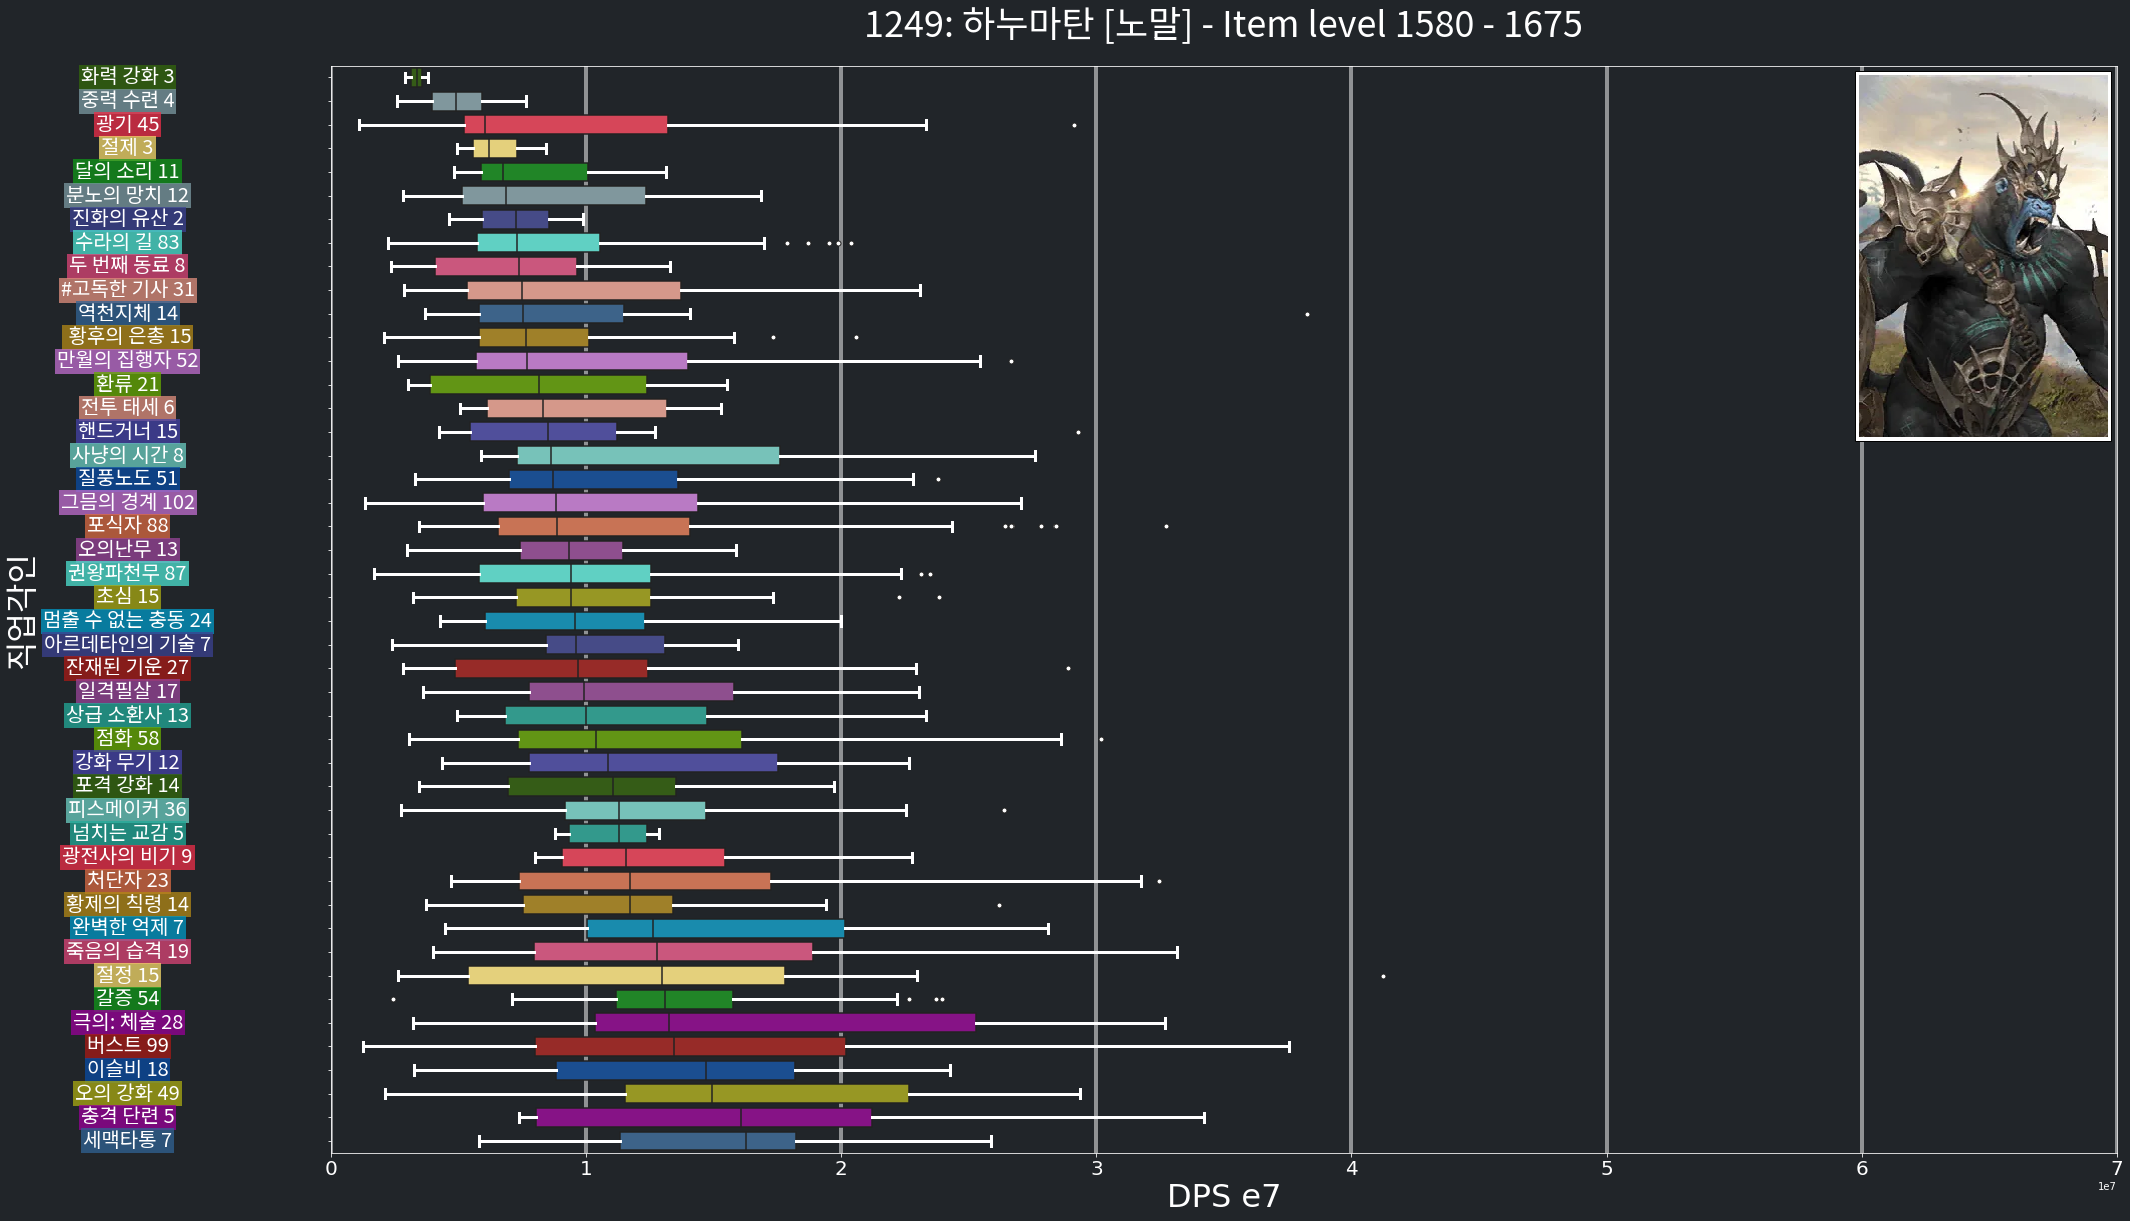 1249: 하누마탄 [노말] - Item level 1580 - 1675
직업각인
화력 강화 3
중력 수련 4
광기 45
절제 3
달의 소리 11
분노의 망치 12
진화의 유산 2
수라의 길 83
두 번째 동료 8
#고독한 기사 31
역천지체 14
황후의 은총 15
만월의 집행자 52
환류 21
전투 태세 6
핸드거너 15
사냥의 시간 8
질풍노도 51
그믐의 경계 102
포식자 88
오의난무 13
권왕파천무 87
초심 15
멈출 수 없는 충동 24
아르데타인의 기술 7
잔재된 기운 27
일격필살 17
상급 소환사 13
점화 58
강화 무기 12
포격 강화 14
피스메이커 36
넘치는 교감 5
광전사의 비기 9
처단자 23
황제의 칙령 14
완벽한 억제 7
죽음의 습격 19
절정 15
갈증 54
극의: 체술 28
버스트 99
이슬비 18
오의 강화 49
충격 단련 5
세맥타통 7
0 1 2 3 4 5 6 7
1e7
DPS e7